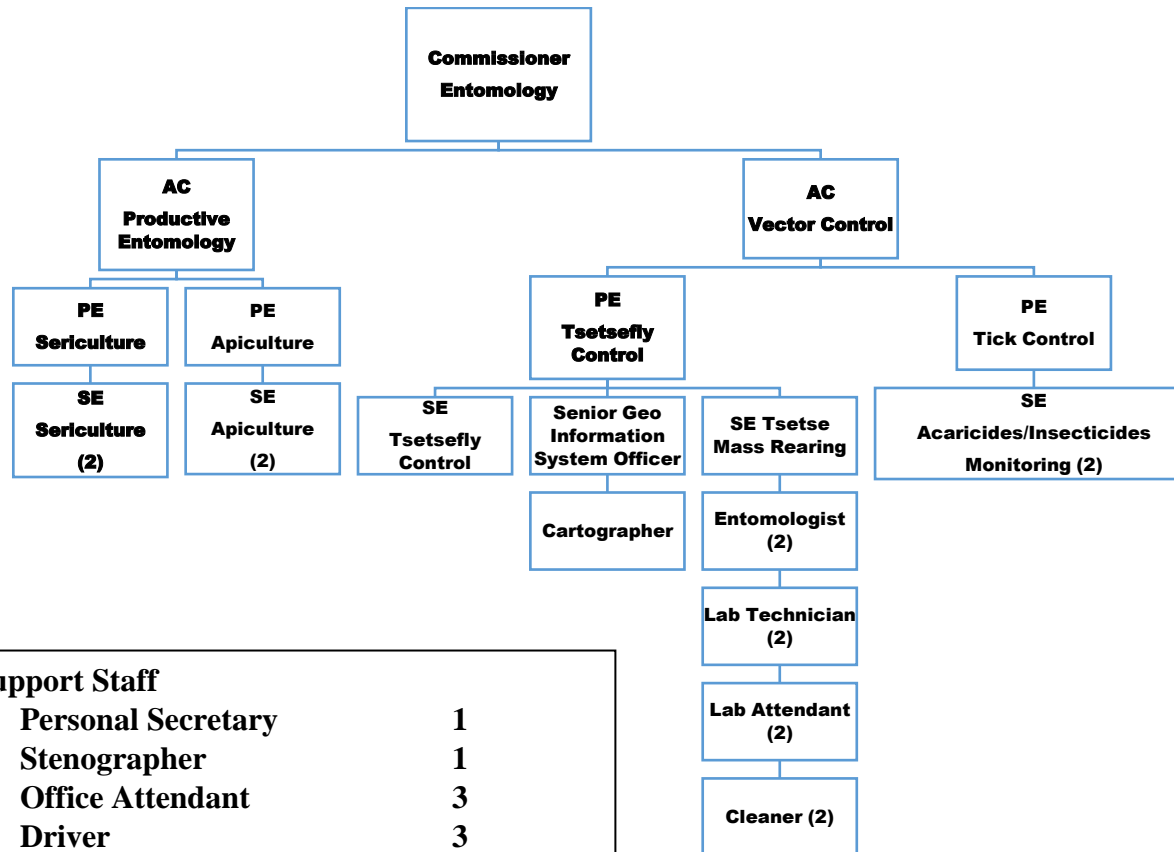 Commissioner
Entomology
AC
Productive
Entomology
AC
Vector Control
PE
Sericulture
PE
Apiculture
PE
Tsetsefly
Control
PE
Tick Control
SE
Sericulture
(2)
SE
Apiculture
(2)
SE
Tsetsefly
Control
Senior Geo
Information
System Officer
SE Tsetse
Mass Rearing
SE
Acaricides/Insecticides
Monitoring (2)
Cartographer
Entomologist
(2)
Lab Technician
(2)
Lab Attendant
(2)
Cleaner (2)
upport Staff
Personal Secretary 1
Stenographer 1
Office Attendant 3
Driver 3